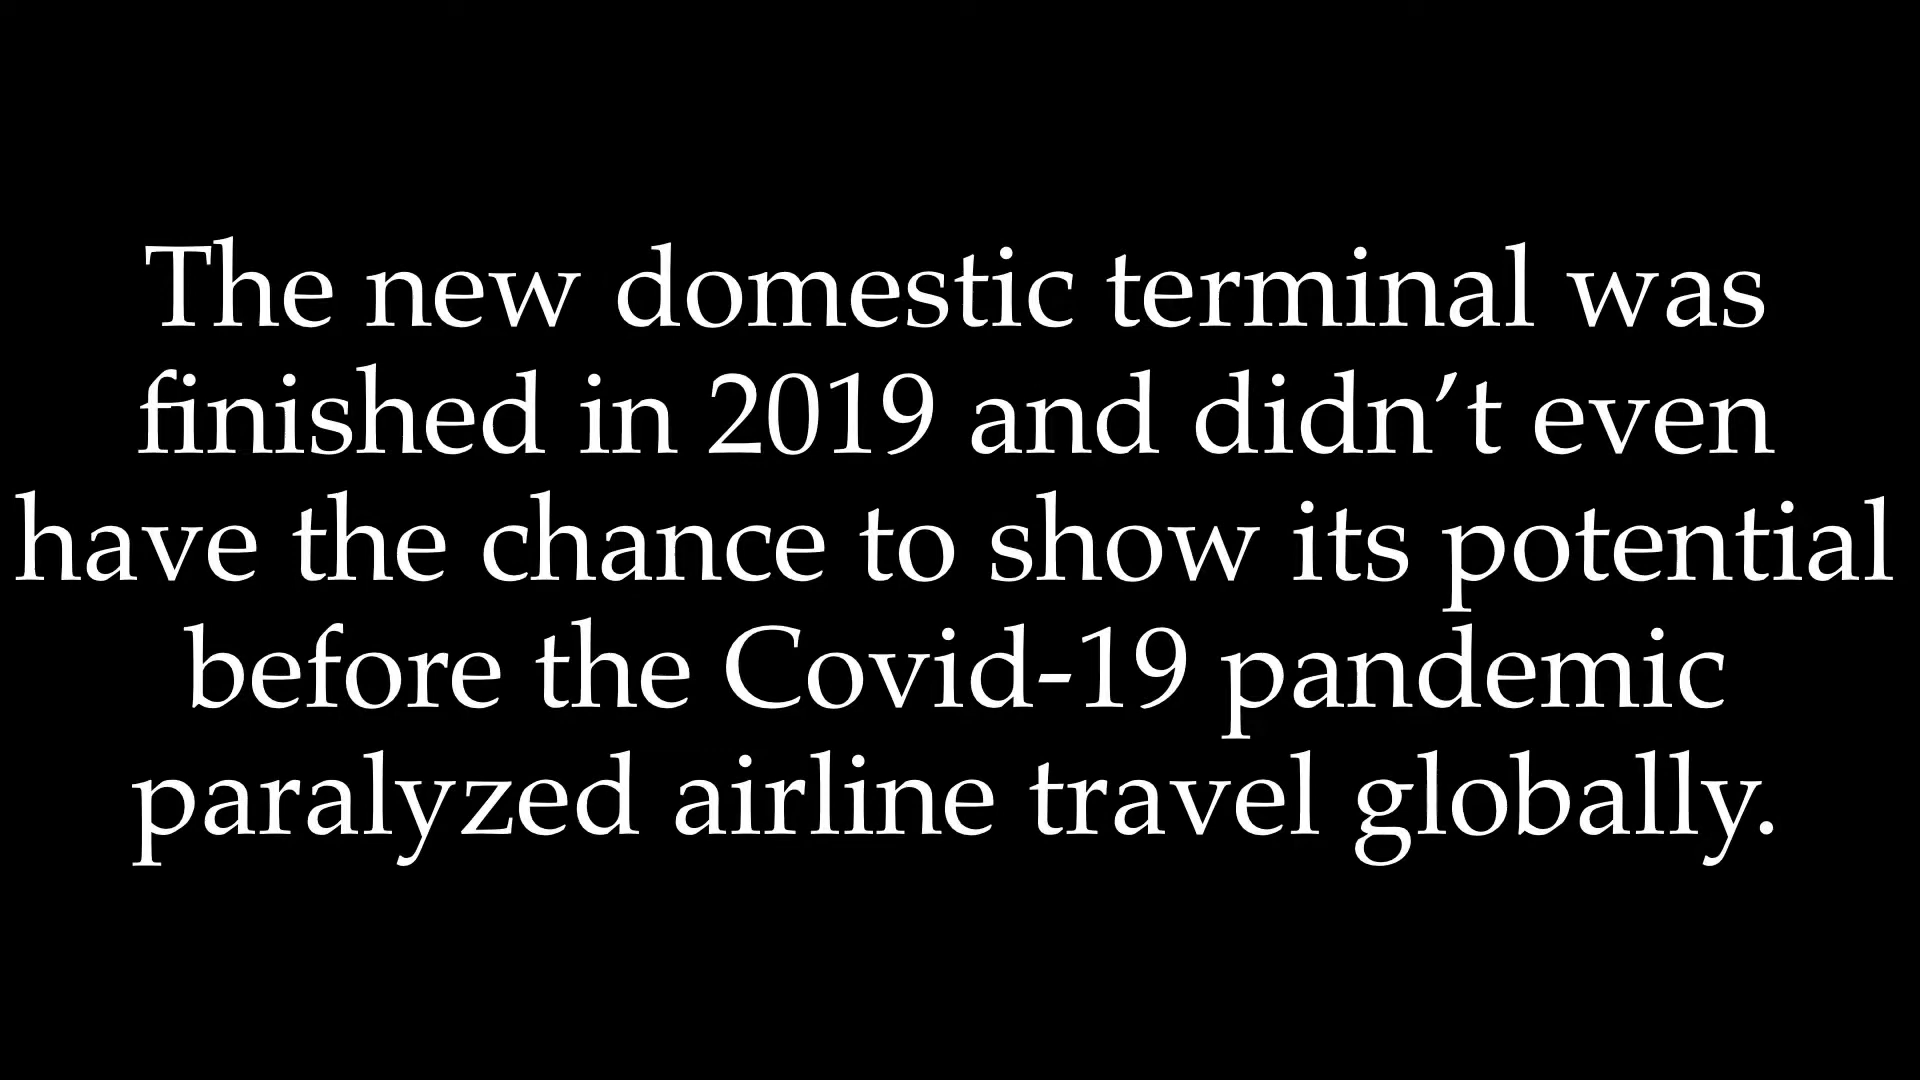 The new domestic terminal was
finished in 2019 and didn’t even
have the chance to show its potential
before the Covid-19 pandemic
paralyzed airline travel globally.